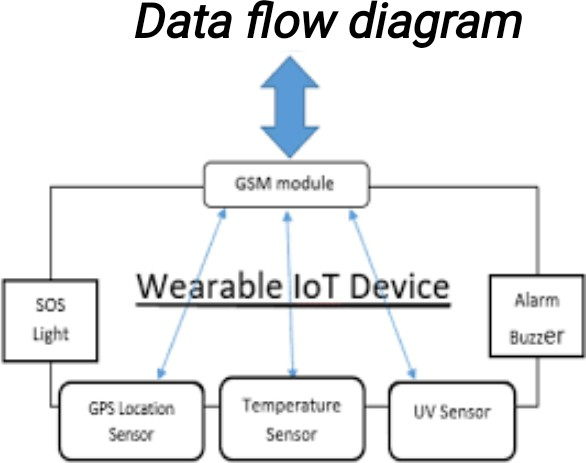 Data flow diagram
GSM module
Wearable IoT Device
SOS
Light
Alarm
Buzzer
GPS Location
Sensor
Temperature
Sensor
UV Sensor